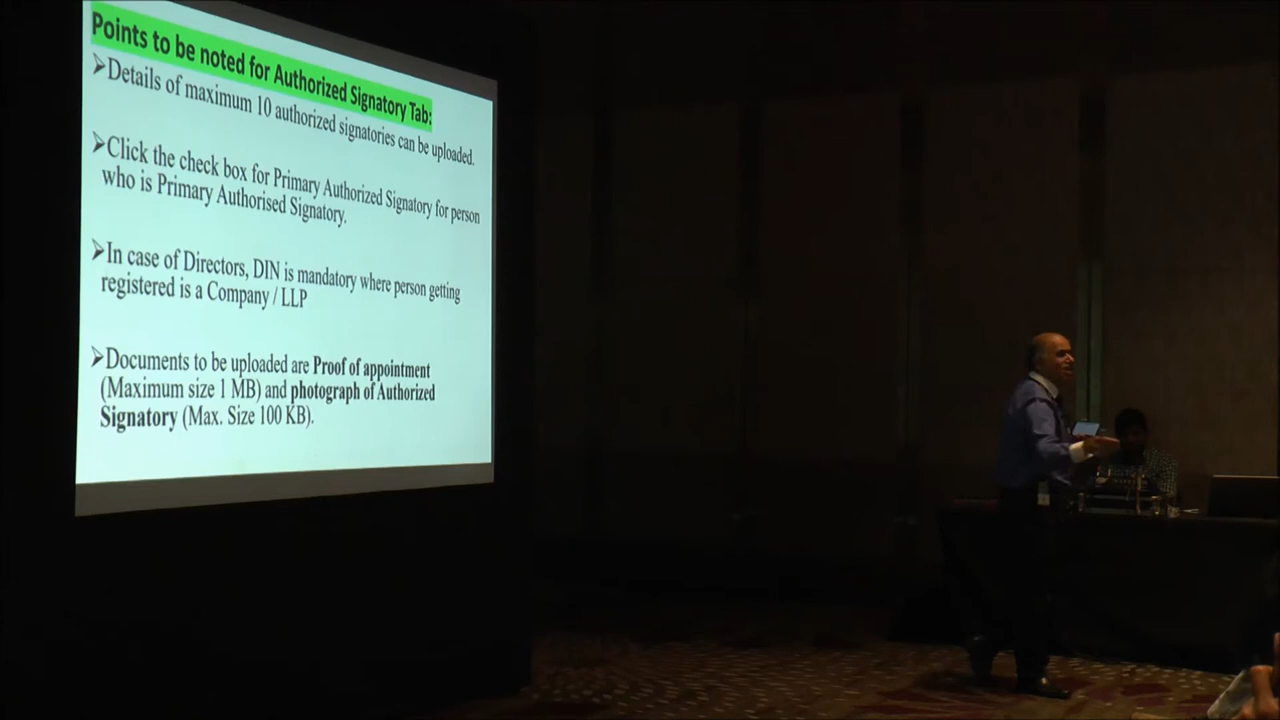 Points to be noted for Authorized Signatory Tab:
➢Details of maximum 10 authorized signatories can be uploaded.
➢Click the check box for Primary Authorized Signatory for person
who is Primary Authorised Signatory.
➢In case of Directors, DIN is mandatory where person getting
registered is a Company / LLP
➢Documents to be uploaded are Proof of appointment
(Maximum size 1 MB) and photograph of Authorized
Signatory (Max. Size 100 KB).